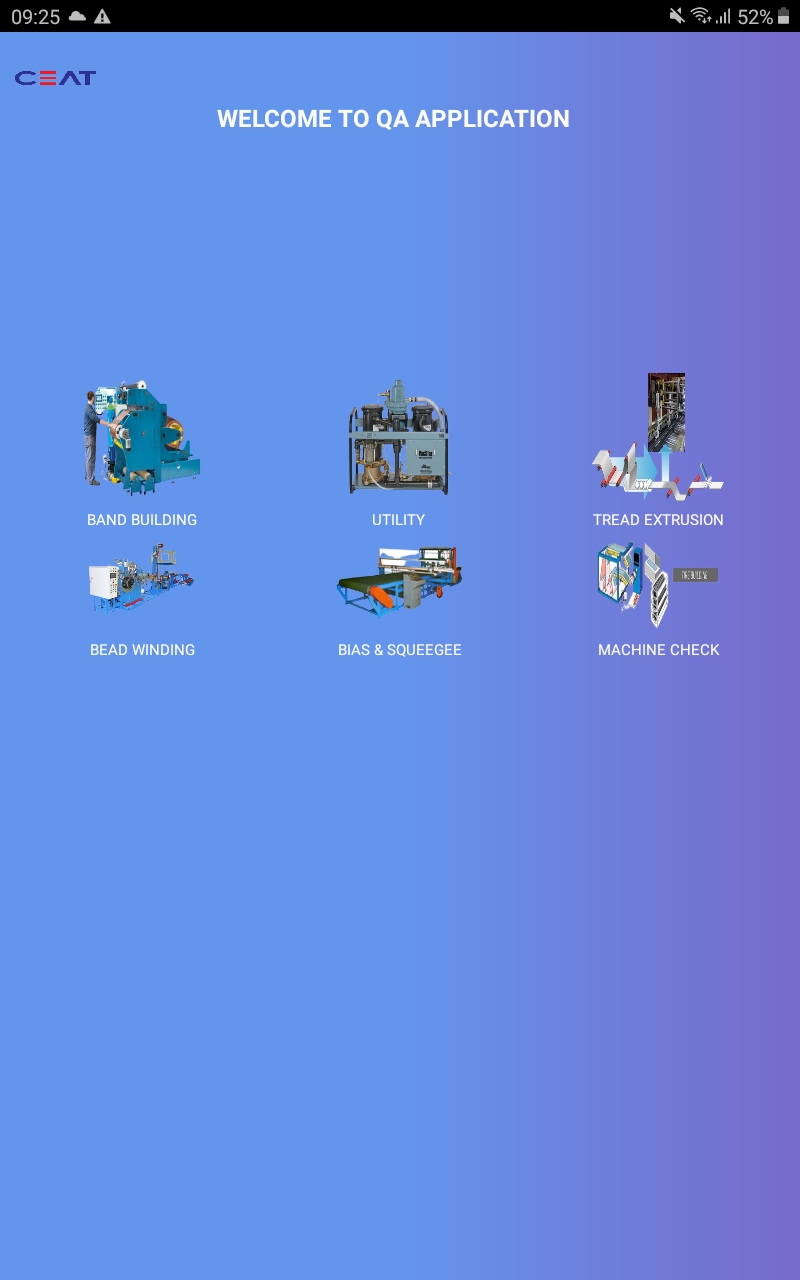 09:25
52%
CEAT
WELCOME TO QA APPLICATION
BAND BUILDING
UTILITY
TREAD EXTRUSION
BEAD WINDING
BIAS & SQUEEGEE
MACHINE CHECK